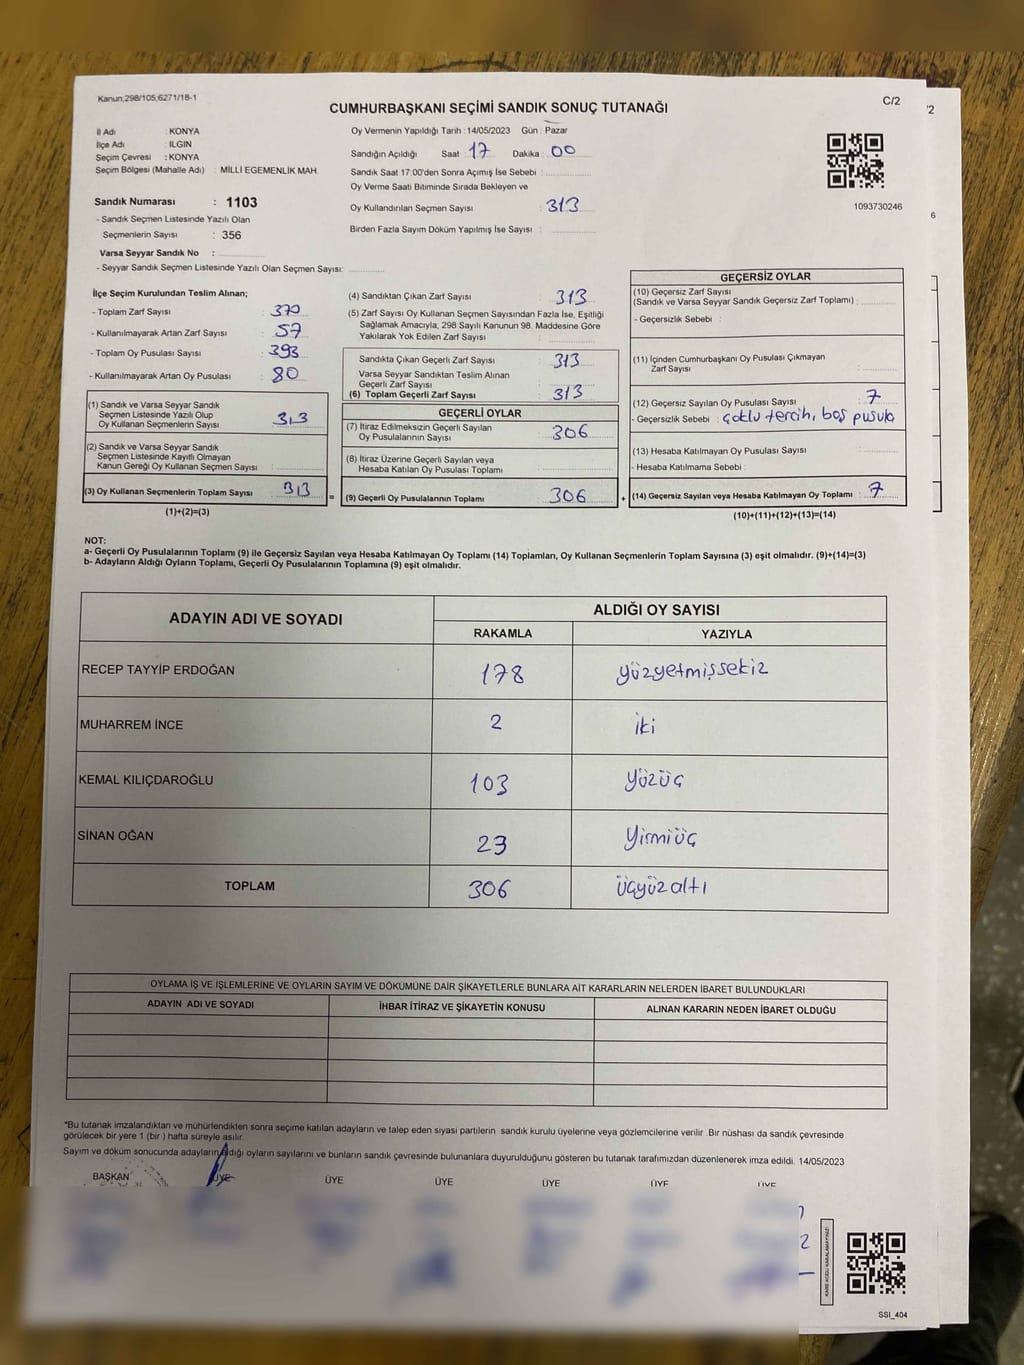 Kanun;298/105;6271/18-1
CUMHURBAŞKANI SEÇİMİ SANDIK SONUÇ TUTANAĞI
C/2
'2
İl Adı : KONYA
İlçe Adı : ILGIN
Seçim Çevresi : KONYA
Seçim Bölgesi (Mahalle Adı) : MİLLİ EGEMENLİK MAH.
Sandık Numarası : 1103
- Sandık Seçmen Listesinde Yazılı Olan
Seçmenlerin Sayısı : 356
Varsa Seyyar Sandık No :
- Seyyar Sandık Seçmen Listesinde Yazılı Olan Seçmen Sayısı:
Oy Vermenin Yapıldığı Tarih : 14/05/2023 Gün : Pazar
Sandığın Açıldığı Saat 17 Dakika : 00
Sandık Saat 17:00'den Sonra Açımış İse Sebebi :
Oy Verme Saati Bitiminde Sırada Bekleyen ve
Oy Kullandırılan Seçmen Sayısı : 313
Birden Fazla Sayım Döküm Yapılmış İse Sayısı :
1093730246
6
İlçe Seçim Kurulundan Teslim Alınan;
- Toplam Zarf Sayısı : 370
- Kullanılmayarak Artan Zarf Sayısı : 57
- Toplam Oy Pusulası Sayısı : 393
- Kullanılmayarak Artan Oy Pusulası : 80
(1) Sandık ve Varsa Seyyar Sandık
Seçmen Listesinde Yazılı Olup
Oy Kullanan Seçmenlerin Sayısı : 313
(2) Sandık ve Varsa Seyyar Sandık
Seçmen Listesinde Kayıtlı Olmayan
Kanun Gereği Oy Kullanan Seçmen Sayısı :
(3) Oy Kullanan Seçmenlerin Toplam Sayısı : 313
(1)+(2)=(3)
(4) Sandıktan Çıkan Zarf Sayısı : 313
(5) Zarf Sayısı Oy Kullanan Seçmen Sayısından Fazla İse, Eşitliği
Sağlamak Amacıyla, 298 Sayılı Kanunun 98. Maddesine Göre
Yakılarak Yok Edilen Zarf Sayısı :
Sandıkta Çıkan Geçerli Zarf Sayısı : 313
Varsa Seyyar Sandıktan Teslim Alınan
Geçerli Zarf Sayısı :
(6) Toplam Geçerli Zarf Sayısı : 313
GEÇERLİ OYLAR
(7) İtiraz Edilmeksizin Geçerli Sayılan
Oy Pusulalarının Sayısı : 306
(8) İtiraz Üzerine Geçerli Sayılan veya
Hesaba Katılan Oy Pusulası Toplamı :
= (9) Geçerli Oy Pusulalarının Toplamı : 306 +
GEÇERSİZ OYLAR
(10) Geçersiz Zarf Sayısı
(Sandık ve Varsa Seyyar Sandık Geçersiz Zarf Toplamı) :
- Geçersizlik Sebebi :
(11) İçinden Cumhurbaşkanı Oy Pusulası Çıkmayan
Zarf Sayısı :
(12) Geçersiz Sayılan Oy Pusulası Sayısı : 7
- Geçersizlik Sebebi : çoklu tercih, boş pusula
(13) Hesaba Katılmayan Oy Pusulası Sayısı :
- Hesaba Katılmama Sebebi :
(14) Geçersiz Sayılan veya Hesaba Katılmayan Oy Toplamı : 7
(10)+(11)+(12)+(13)=(14)
NOT:
a- Geçerli Oy Pusulalarının Toplamı (9) ile Geçersiz Sayılan veya Hesaba Katılmayan Oy Toplamı (14) Toplamları, Oy Kullanan Seçmenlerin Toplam Sayısına (3) eşit olmalıdır. (9)+(14)=(3)
b- Adayların Aldığı Oyların Toplamı, Geçerli Oy Pusulalarının Toplamına (9) eşit olmalıdır.
ADAYIN ADI VE SOYADI ALDIĞI OY SAYISI
RAKAMLA YAZIYLA
RECEP TAYYİP ERDOĞAN 178 yüzyetmişsekiz
MUHARREM İNCE 2 iki
KEMAL KILIÇDAROĞLU 103 yüzüç
SİNAN OĞAN 23 yirmiüç
TOPLAM 306 üçyüzaltı
OYLAMA İŞ VE İŞLEMLERİNE VE OYLARIN SAYIM VE DÖKÜMÜNE DAİR ŞİKAYETLERLE BUNLARA AİT KARARLARIN NELERDEN İBARET BULUNDUKLARI
ADAYIN ADI VE SOYADI İHBAR İTİRAZ VE ŞİKAYETİN KONUSU ALINAN KARARIN NEDEN İBARET OLDUĞU
*Bu tutanak imzalandıktan ve mühürlendikten sonra seçime katılan adayların ve talep eden siyasi partilerin sandık kurulu üyelerine veya gözlemcilerine verilir. Bir nüshası da sandık çevresinde
görülecek bir yere 1 (bir ) hafta süreyle asılır.
Sayım ve döküm sonucunda adayların aldığı oyların sayılarını ve bunların sandık çevresinde bulunanlara duyurulduğunu gösteren bu tutanak tarafımızdan düzenlenerek imza edildi. 14/05/2023
BAŞKAN ÜYE ÜYE ÜYE ÜYE ÜYE ÜYE
KARE KODU KARALAMAYINIZ!
SSI_404